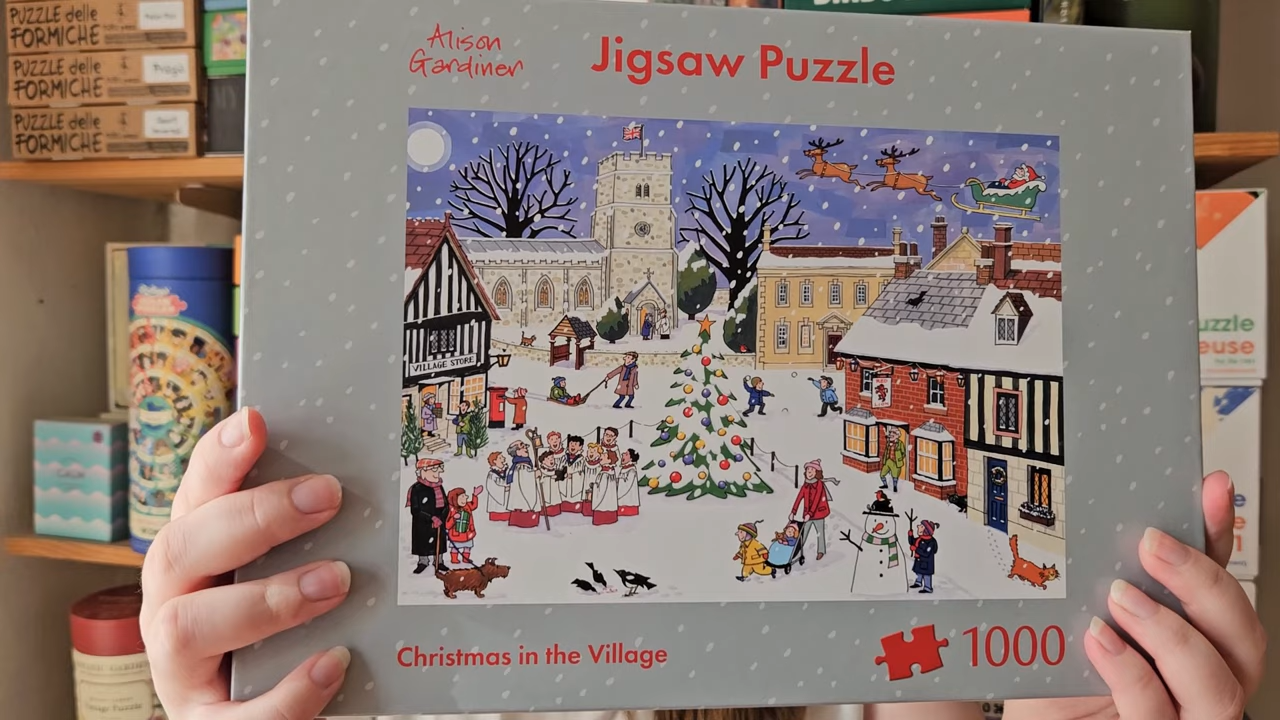 PUZZLE delle
FORMICHE
PUZZLE delle
FORMICHE
PUZZLE delle
FORMICHE
Alison
Gardiner
Jigsaw Puzzle
VILLAGE STORE
Christmas in the Village
1000
uzzle
euse